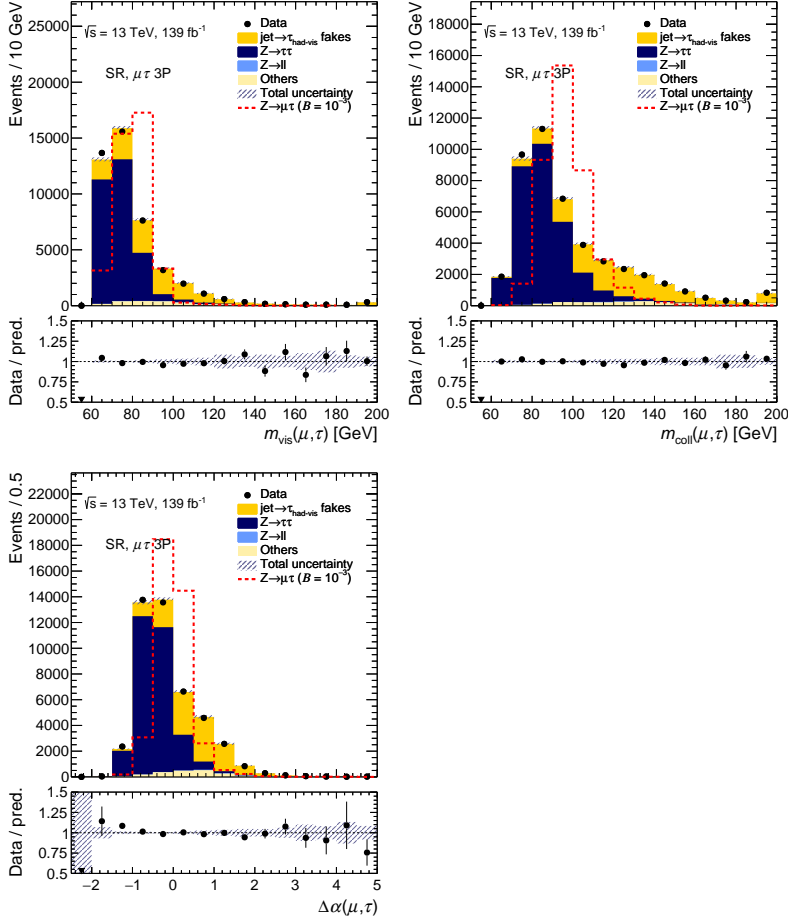 Events / 10 GeV
25000
20000
15000
10000
5000
0
√s = 13 TeV, 139 fb⁻¹
SR, μτ 3P
Data
jet→τhad-vis fakes
Z→ττ
Z→ll
Others
Total uncertainty
Z→μτ (B = 10⁻³)
Data / pred.
1.5
1.25
1
0.75
0.5
60 80 100 120 140 160 180 200
mvis(μ,τ) [GeV]
Events / 10 GeV
18000
16000
14000
12000
10000
8000
6000
4000
2000
0
√s = 13 TeV, 139 fb⁻¹
SR, μτ 3P
Data
jet→τhad-vis fakes
Z→ττ
Z→ll
Others
Total uncertainty
Z→μτ (B = 10⁻³)
Data / pred.
1.5
1.25
1
0.75
0.5
60 80 100 120 140 160 180 200
mcoll(μ,τ) [GeV]
Events / 0.5
22000
20000
18000
16000
14000
12000
10000
8000
6000
4000
2000
0
√s = 13 TeV, 139 fb⁻¹
SR, μτ 3P
Data
jet→τhad-vis fakes
Z→ττ
Z→ll
Others
Total uncertainty
Z→μτ (B = 10⁻³)
Data / pred.
1.5
1.25
1
0.75
0.5
−2 −1 0 1 2 3 4 5
Δα(μ,τ)